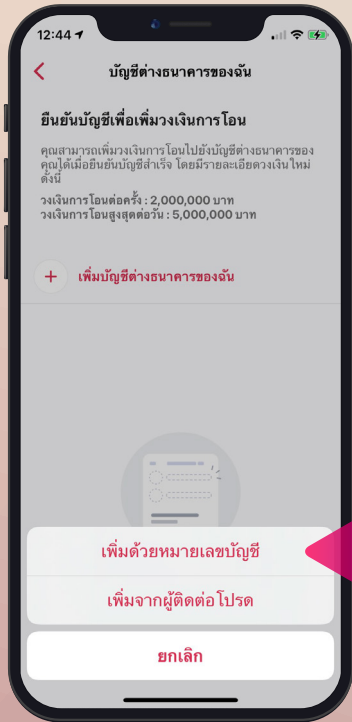 12:44
บัญชีต่างธนาคารของฉัน
ยืนยันบัญชีเพื่อเพิ่มวงเงินการโอน
คุณสามารถเพิ่มวงเงินการโอนไปยังบัญชีต่างธนาคารของ
คุณได้เมื่อยืนยันบัญชีสำเร็จ โดยมีรายละเอียดวงเงินใหม่
ดังนี้
วงเงินการโอนต่อครั้ง : 2,000,000 บาท
วงเงินการโอนสูงสุดต่อวัน : 5,000,000 บาท
+ เพิ่มบัญชีต่างธนาคารของฉัน
เพิ่มด้วยหมายเลขบัญชี
เพิ่มจากผู้ติดต่อโปรด
ยกเลิก